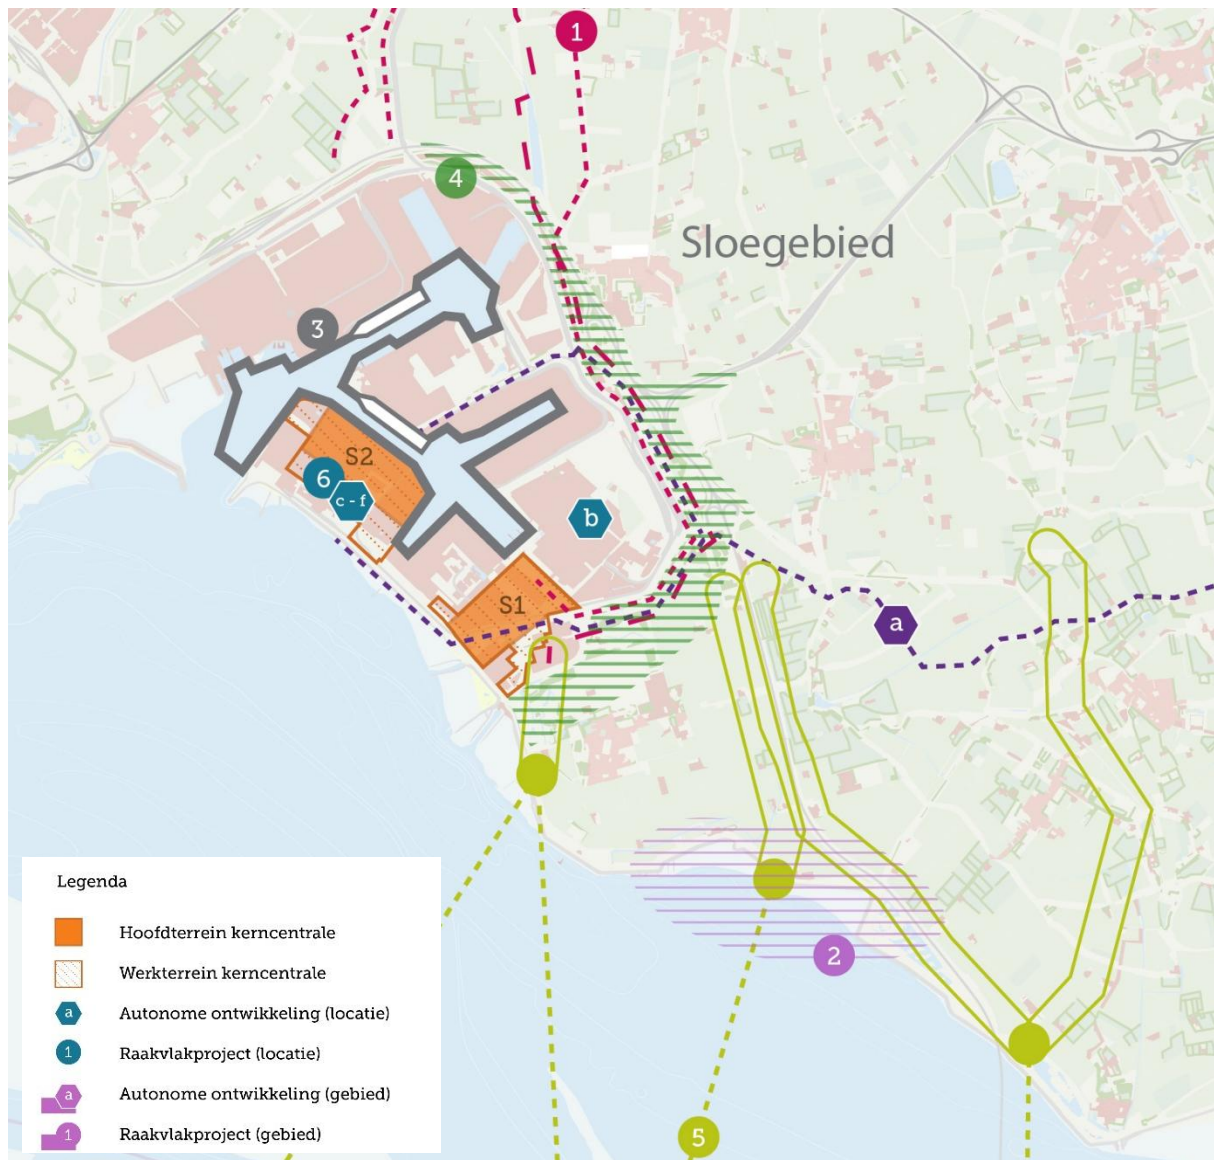 1
4
Sloegebied
3
S2
6
c - f
b
S1
a
2
5
Legenda
Hoofdterrein kerncentrale
Werkterrein kerncentrale
a Autonome ontwikkeling (locatie)
1 Raakvlakproject (locatie)
a Autonome ontwikkeling (gebied)
1 Raakvlakproject (gebied)